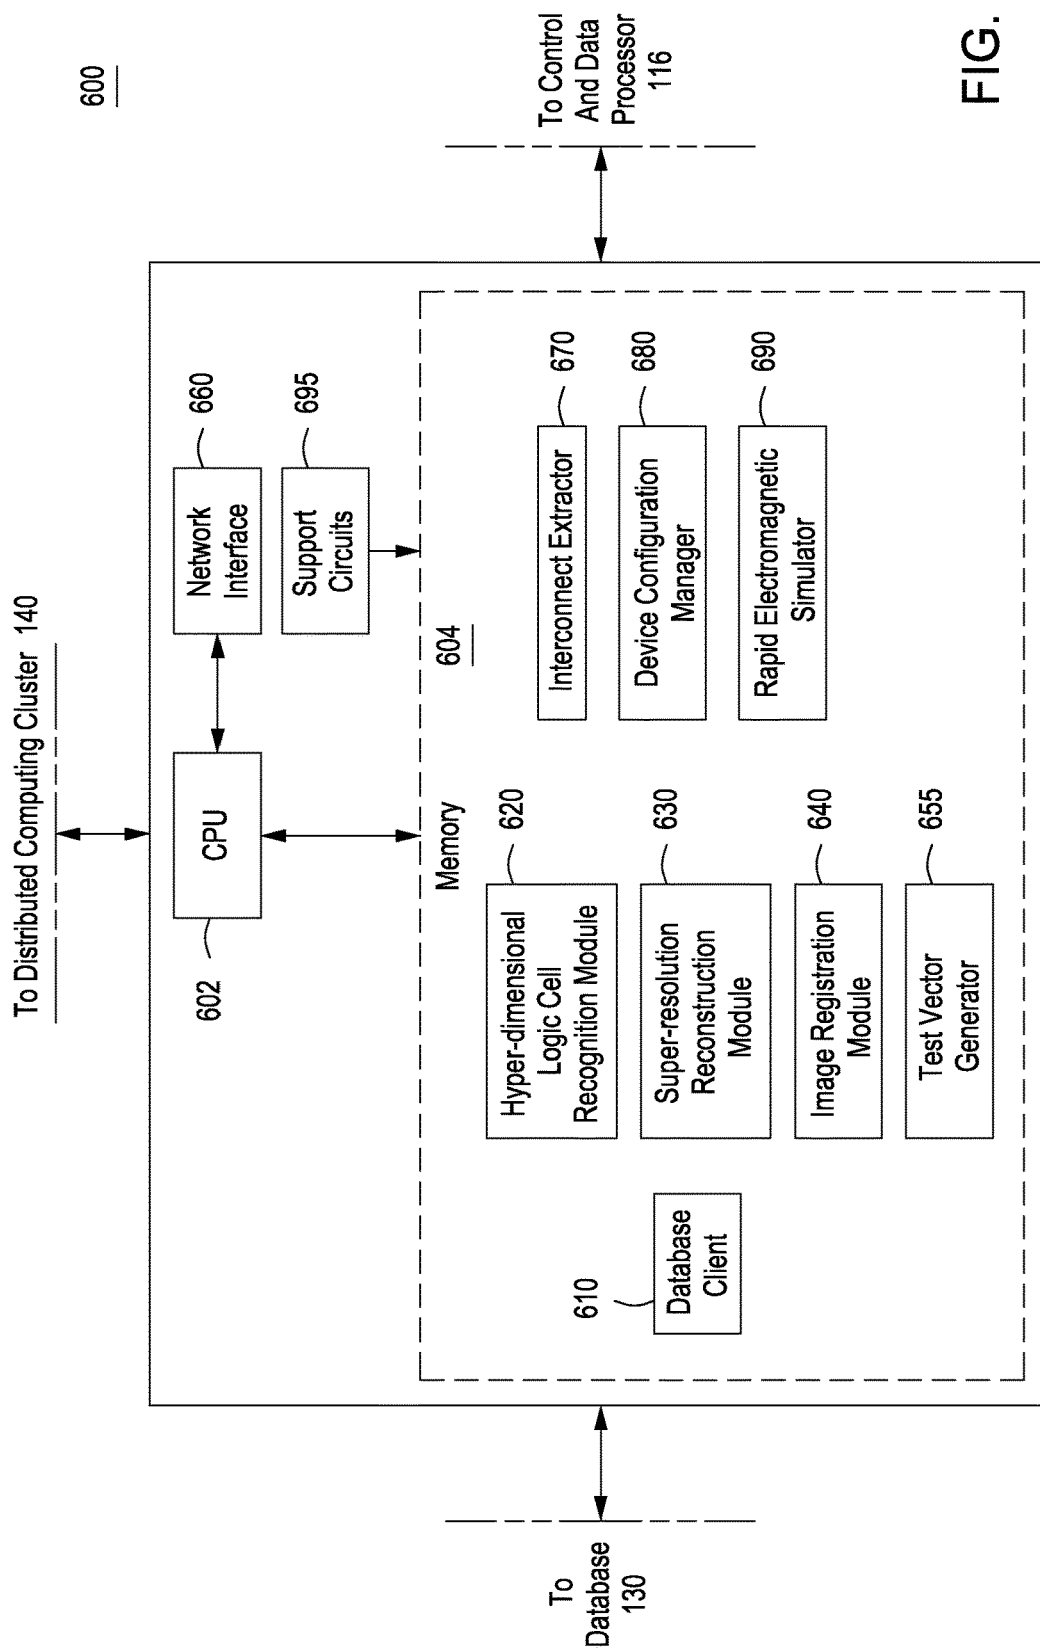 600
To Distributed Computing Cluster 140
602
CPU
Network
Interface
660
Support
Circuits
695
Memory
604
To
Database
130
To Control
And Data
Processor
116
610
Database
Client
Hyper-dimensional
Logic Cell
Recognition Module
620
Super-resolution
Reconstruction
Module
630
Image Registration
Module
640
Test Vector
Generator
655
Interconnect Extractor
670
Device Configuration
Manager
680
Rapid Electromagnetic
Simulator
690
FIG.